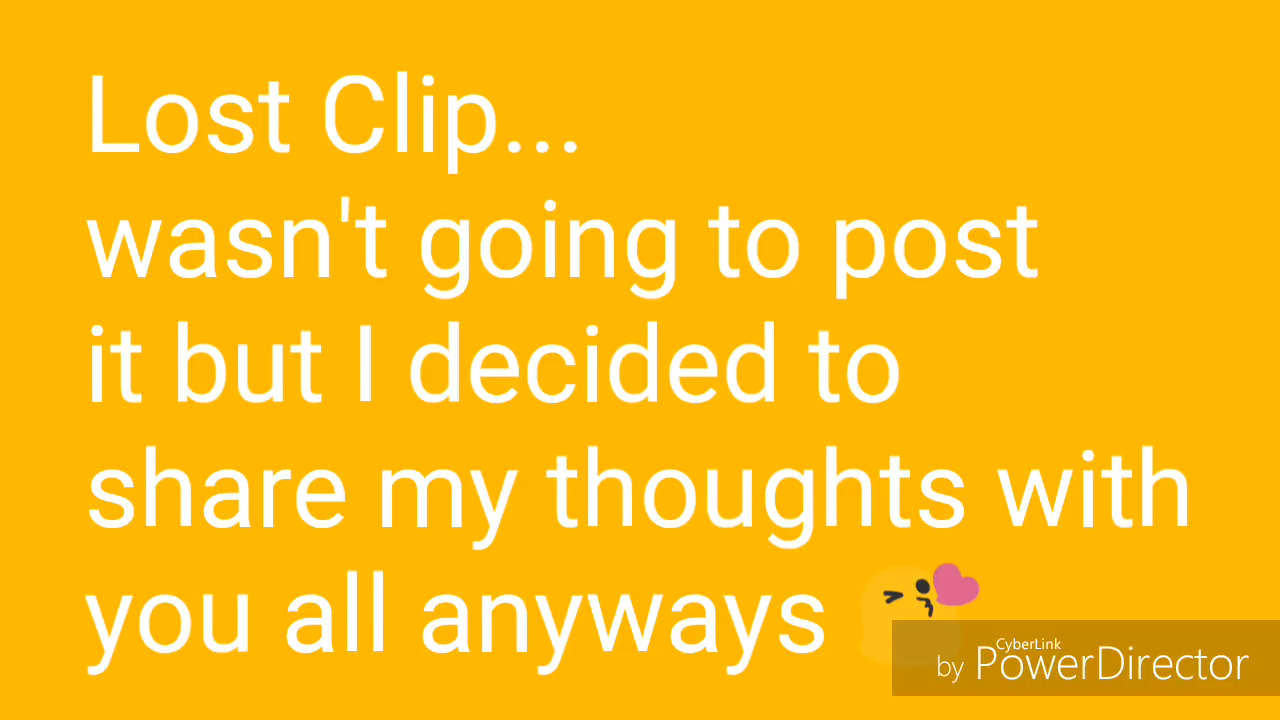 Lost Clip...
wasn't going to post
it but I decided to
share my thoughts with
you all anyways 😘
CyberLink
by PowerDirector